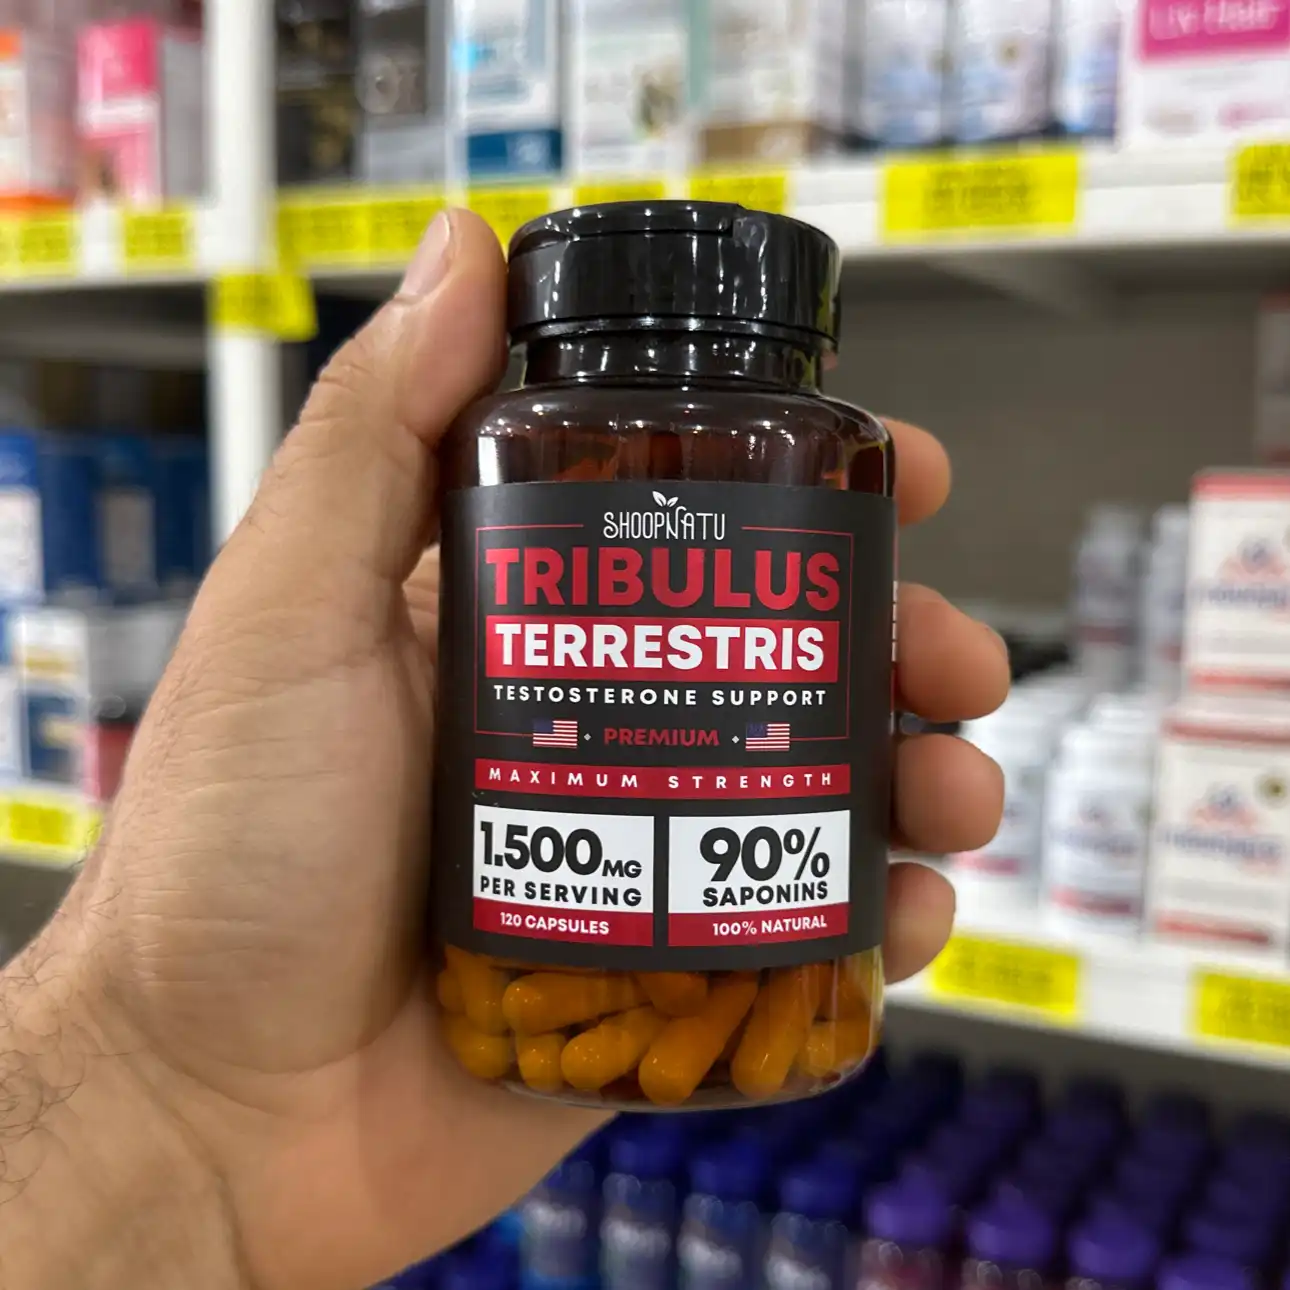 SHOOPNATU
TRIBULUS
TERRESTRIS
TESTOSTERONE SUPPORT
PREMIUM
MAXIMUM STRENGTH
1.500MG
PER SERVING
120 CAPSULES
90%
SAPONINS
100% NATURAL